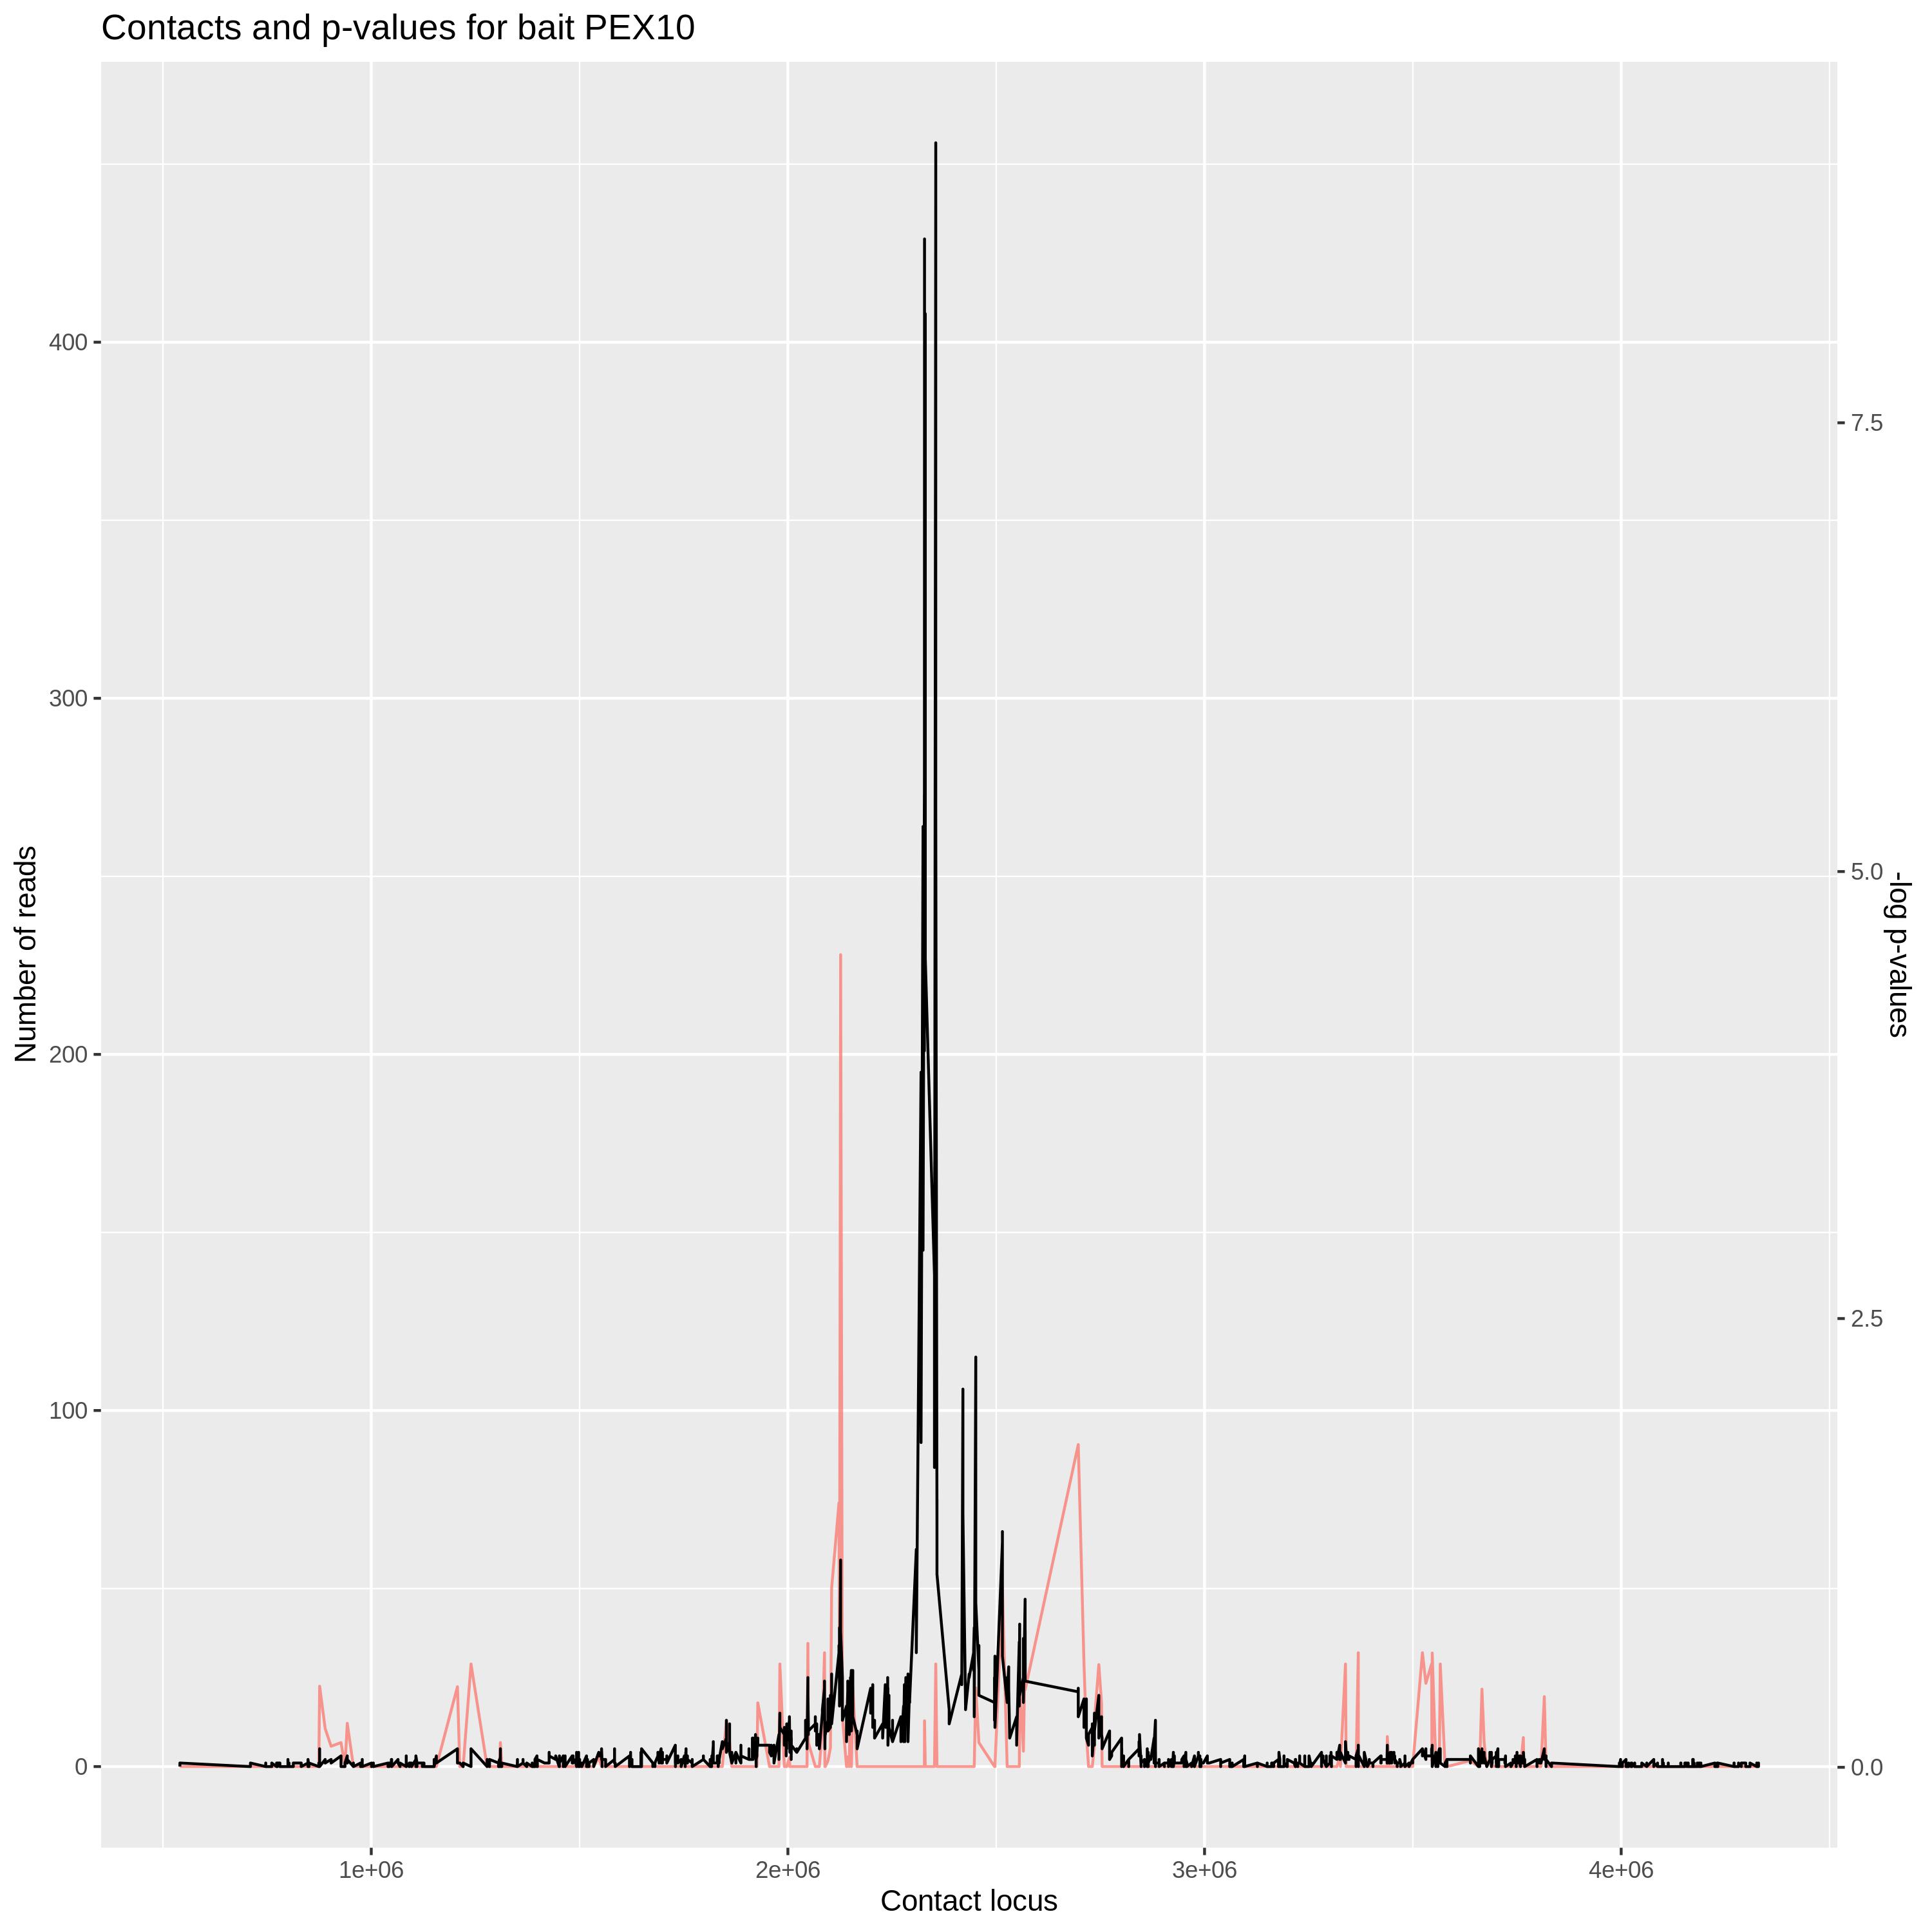 Contacts and p-values for bait PEX10
Number of reads
400
300
200
100
0
7.5
5.0
2.5
0.0
-log p-values
1e+06
2e+06
3e+06
4e+06
Contact locus